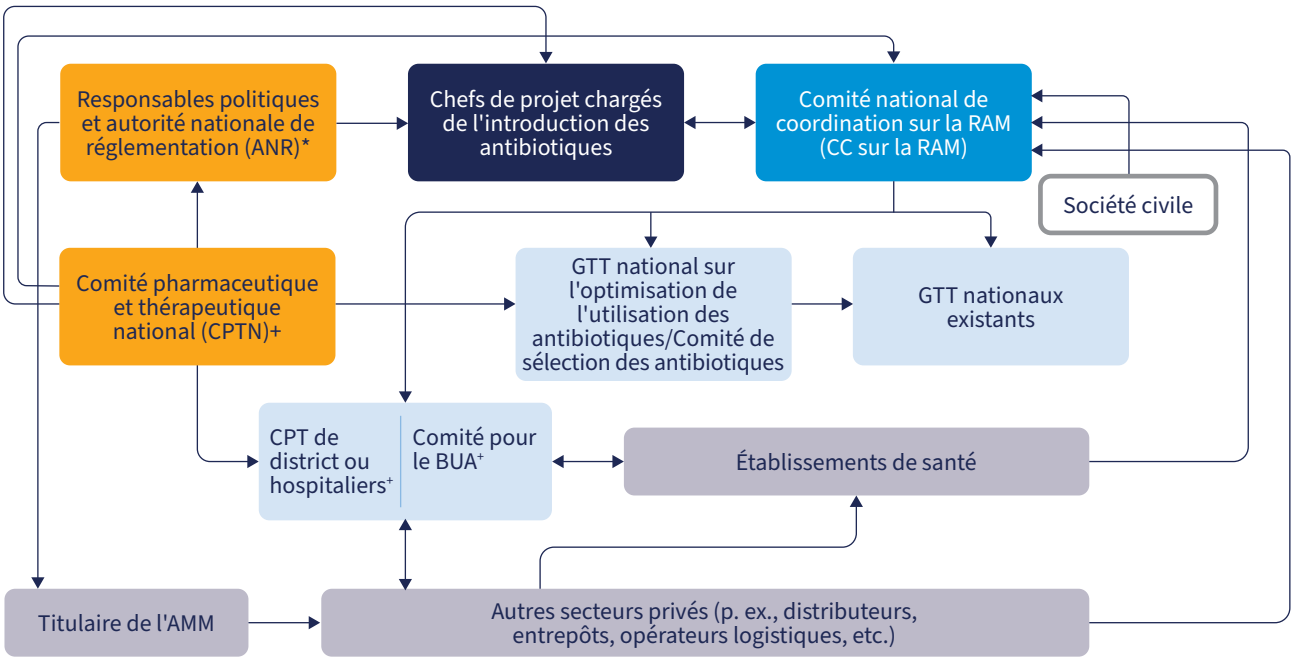 Responsables politiques
et autorité nationale de
réglementation (ANR)*
Chefs de projet chargés
de l'introduction des
antibiotiques
Comité national de
coordination sur la RAM
(CC sur la RAM)
Société civile
Comité pharmaceutique
et thérapeutique
national (CPTN)+
GTT national sur
l'optimisation de
l'utilisation des
antibiotiques/Comité de
sélection des antibiotiques
GTT nationaux
existants
CPT de
district ou
hospitaliers⁺
Comité pour
le BUA⁺
Établissements de santé
Titulaire de l'AMM
Autres secteurs privés (p. ex., distributeurs,
entrepôts, opérateurs logistiques, etc.)